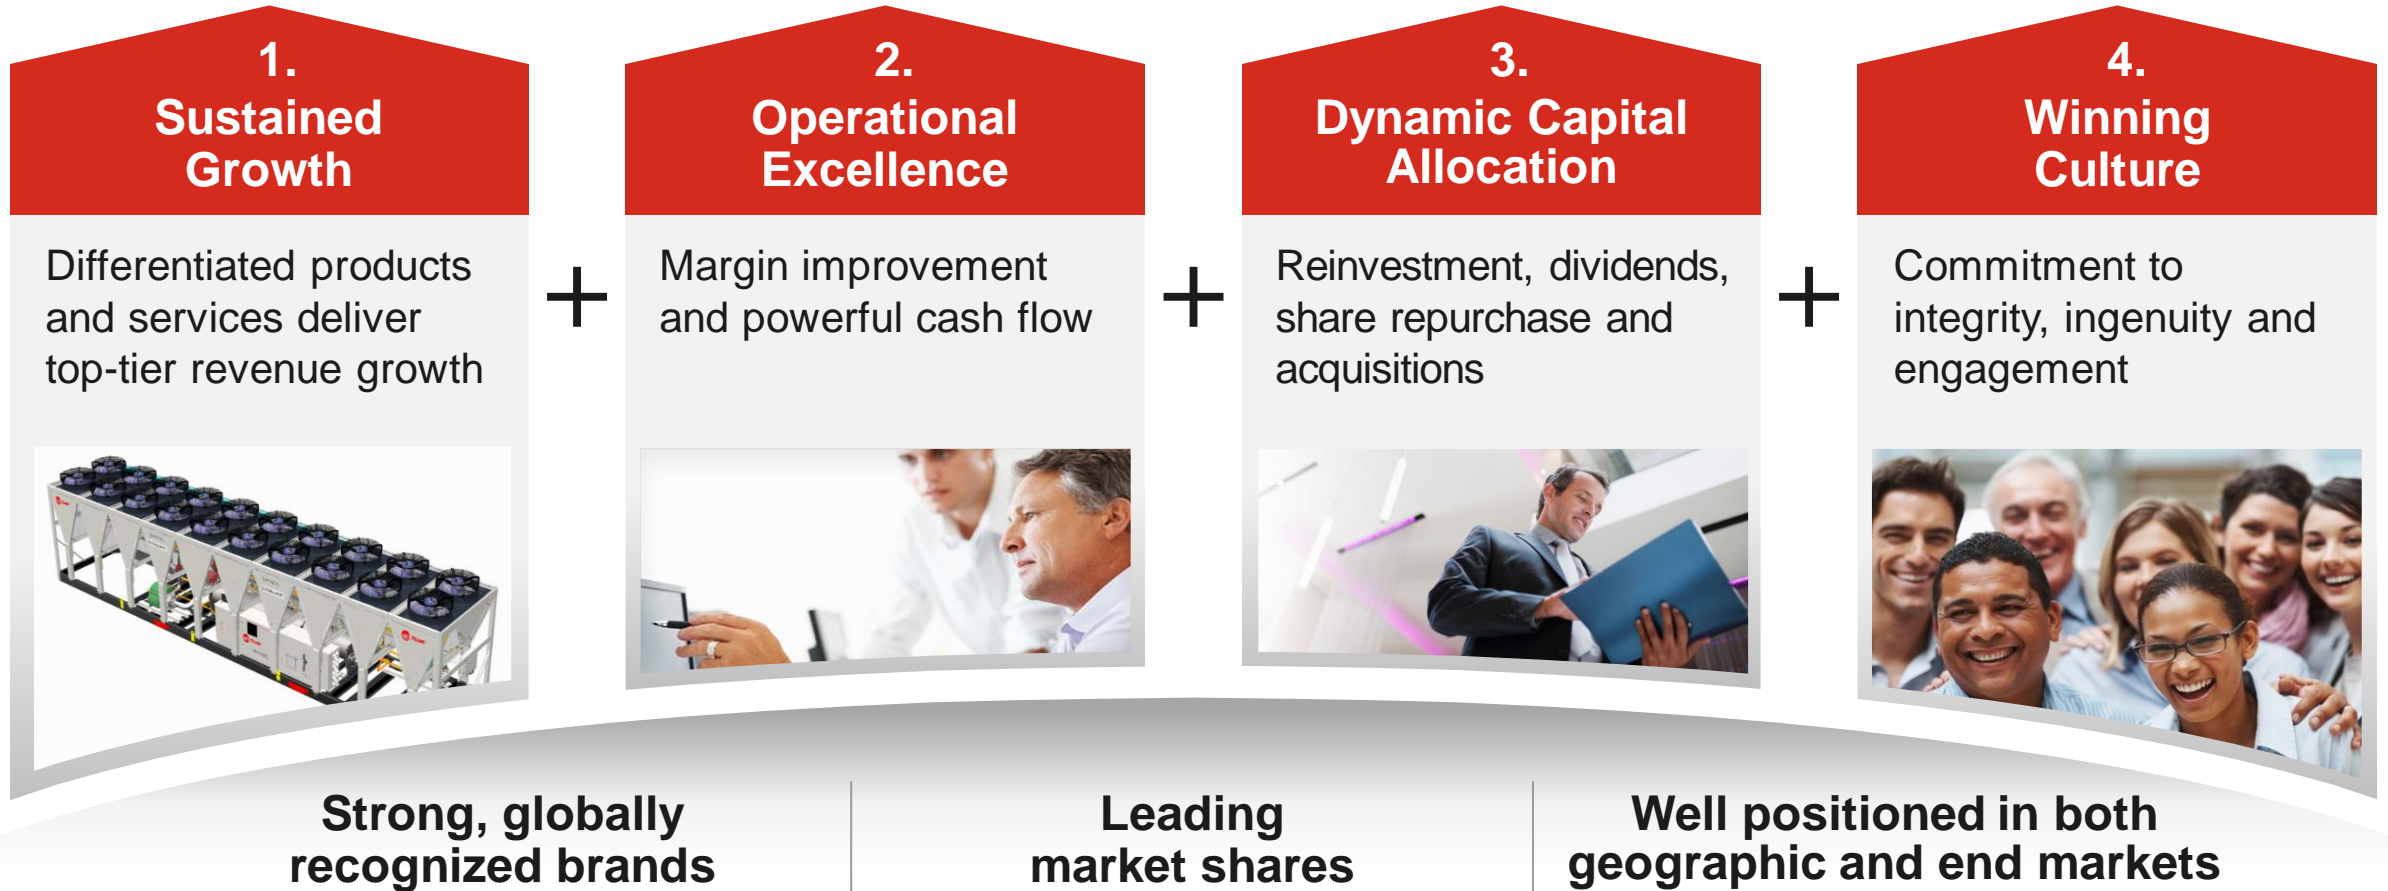 1.
Sustained
Growth
Differentiated products
and services deliver
top-tier revenue growth
+
2.
Operational
Excellence
Margin improvement
and powerful cash flow
+
3.
Dynamic Capital
Allocation
Reinvestment, dividends,
share repurchase and
acquisitions
+
4.
Winning
Culture
Commitment to
integrity, ingenuity and
engagement
Strong, globally
recognized brands
Leading
market shares
Well positioned in both
geographic and end markets